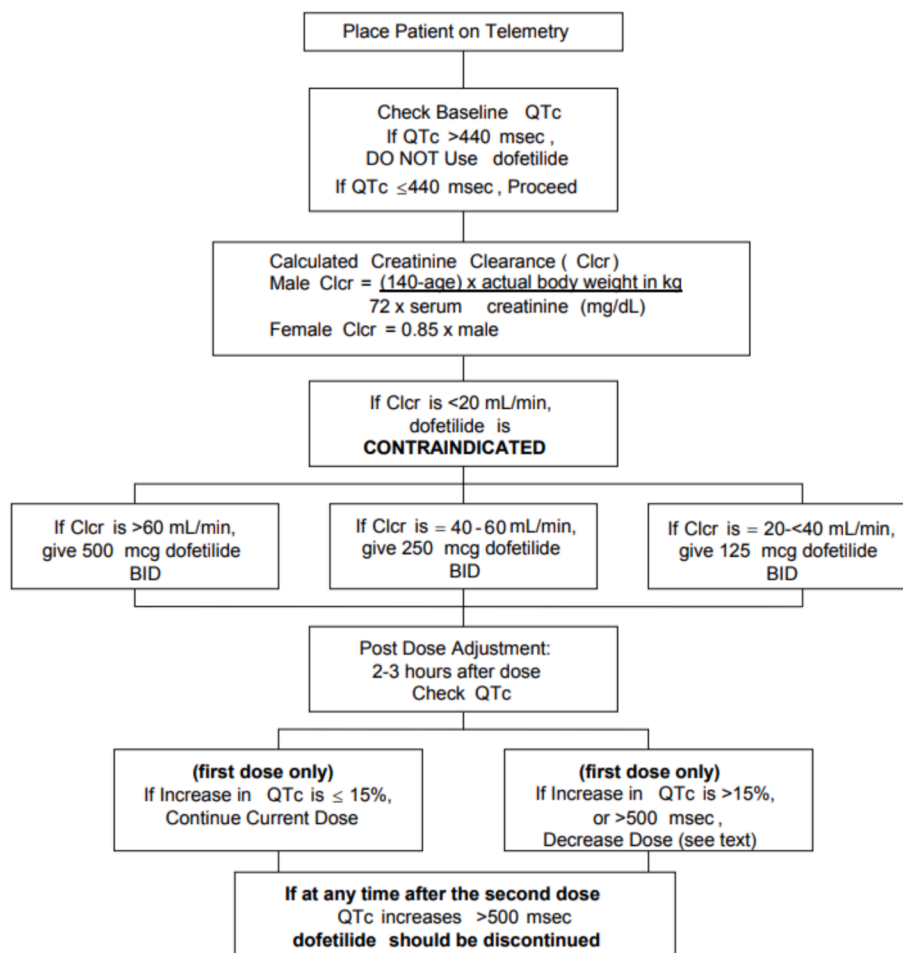 Place Patient on Telemetry
Check Baseline QTc
If QTc >440 msec ,
DO NOT Use dofetilide
If QTc ≤440 msec , Proceed
Calculated Creatinine Clearance ( Clcr)
Male Clcr = (140-age) x actual body weight in kg
72 x serum creatinine (mg/dL)
Female Clcr = 0.85 x male
If Clcr is <20 mL/min,
dofetilide is
CONTRAINDICATED
If Clcr is >60 mL/min,
give 500 mcg dofetilide
BID
If Clcr is = 40-60 mL/min,
give 250 mcg dofetilide
BID
If Clcr is = 20-<40 mL/min,
give 125 mcg dofetilide
BID
Post Dose Adjustment:
2-3 hours after dose
Check QTc
(first dose only)
If Increase in QTc is ≤ 15%,
Continue Current Dose
(first dose only)
If Increase in QTc is >15%,
or >500 msec ,
Decrease Dose (see text)
If at any time after the second dose
QTc increases >500 msec
dofetilide should be discontinued